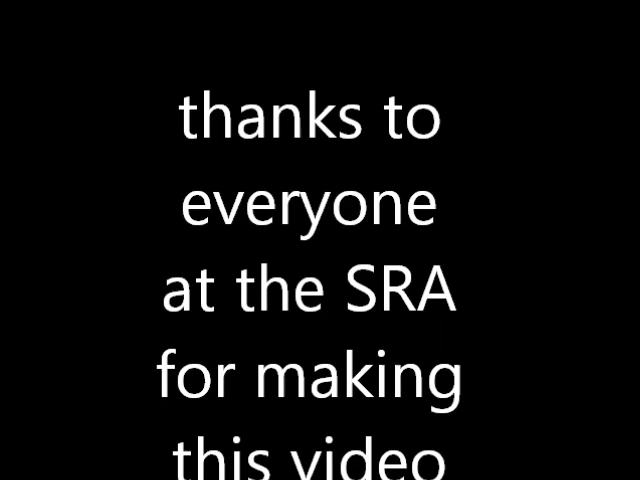 thanks to
everyone
at the SRA
for making
this video